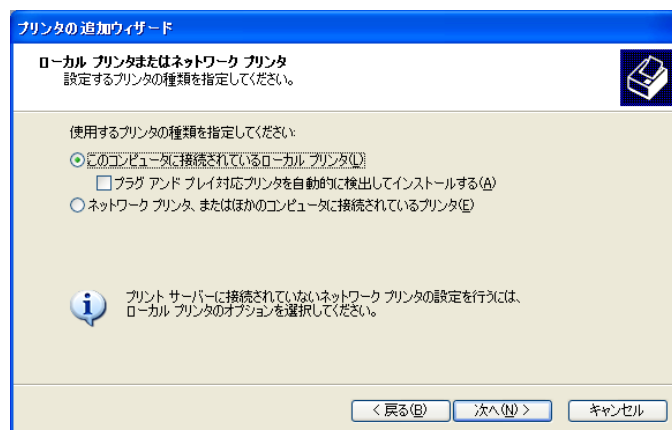 プリンタの追加ウィザード
ローカル プリンタまたはネットワーク プリンタ
設定するプリンタの種類を指定してください。
使用するプリンタの種類を指定してください:
このコンピュータに接続されているローカル プリンタ(L)
プラグ アンド プレイ対応プリンタを自動的に検出してインストールする(A)
ネットワーク プリンタ、またはほかのコンピュータに接続されているプリンタ(E)
プリント サーバーに接続されていないネットワーク プリンタの設定を行うには、
ローカル プリンタのオプションを選択してください。
< 戻る(B) 次へ(N) > キャンセル